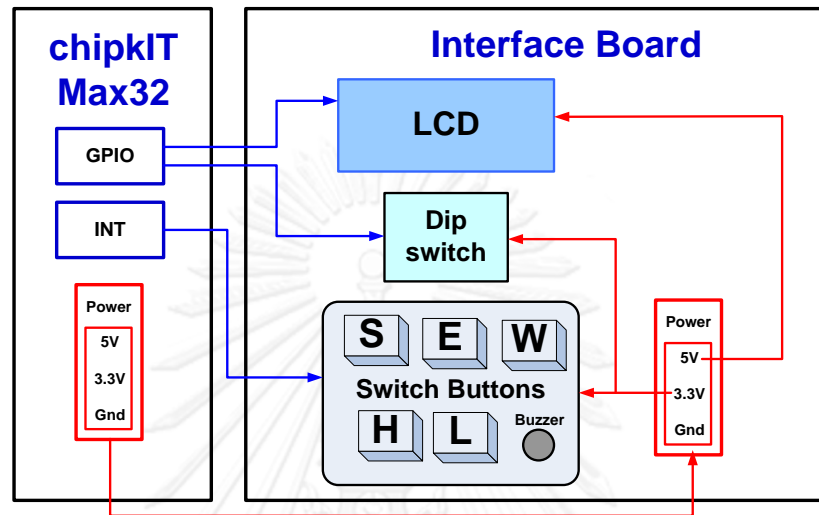 chipkIT
Max32
GPIO
INT
Power
5V
3.3V
Gnd
Interface Board
LCD
Dip
switch
S E W
Switch Buttons
H L Buzzer
Power
5V
3.3V
Gnd